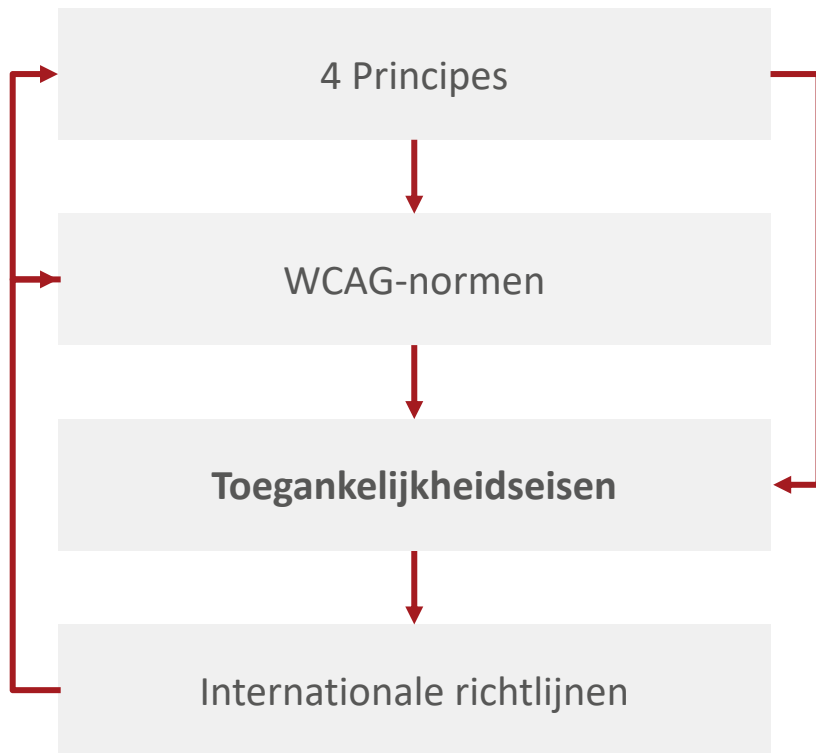 4 Principes
WCAG-normen
Toegankelijkheidseisen
Internationale richtlijnen